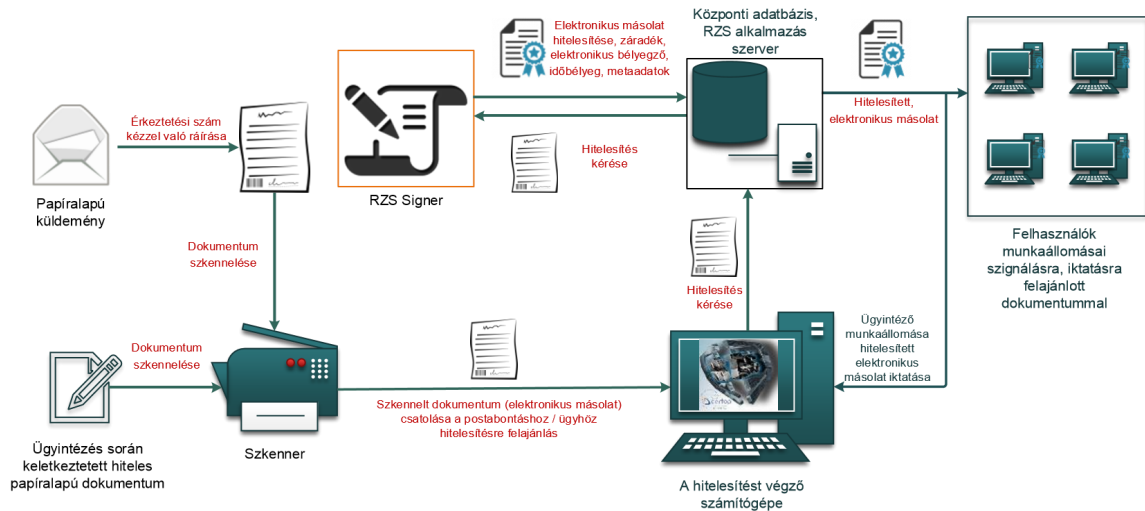 Elektronikus másolat
hitelesítése, záradék,
elektronikus bélyegző,
időbélyeg, metaadatok
Központi adatbázis,
RZS alkalmazás
szerver
Érkeztetési szám
kézzel való ráírása
Hitelesítés
kérése
Hitelesített,
elektronikus másolat
Papíralapú
küldemény
RZS Signer
Dokumentum
szkennelése
Hitelesítés
kérése
Felhasználók
munkaállomásai
szignálásra, iktatásra
felajánlott
dokumentummal
Dokumentum
szkennelése
Ügyintéző
munkaállomása
hitelesített
elektronikus
másolat iktatása
Szkennelt dokumentum (elektronikus másolat)
csatolása a postabontáshoz / ügyhöz
hitelesítésre felajánlás
Ügyintézés során
keletkeztetett hiteles
papíralapú dokumentum
Szkenner
A hitelesítést végző
számítógépe